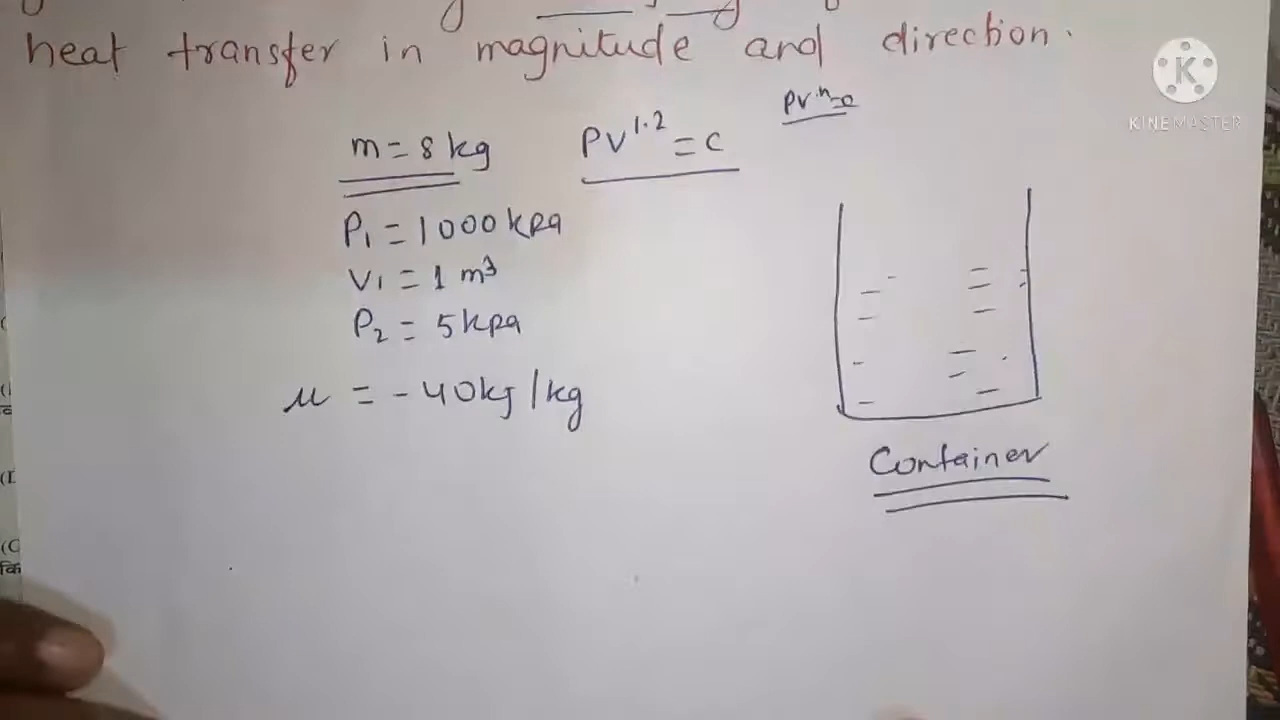 heat transfer in magnitude and direction.
KINEMASTER
m = 8 kg
PV^1.2 = C
P₁ = 1000 kpa
V₁ = 1 m³
P₂ = 5 kpa
u = - 40 kj/kg
Container